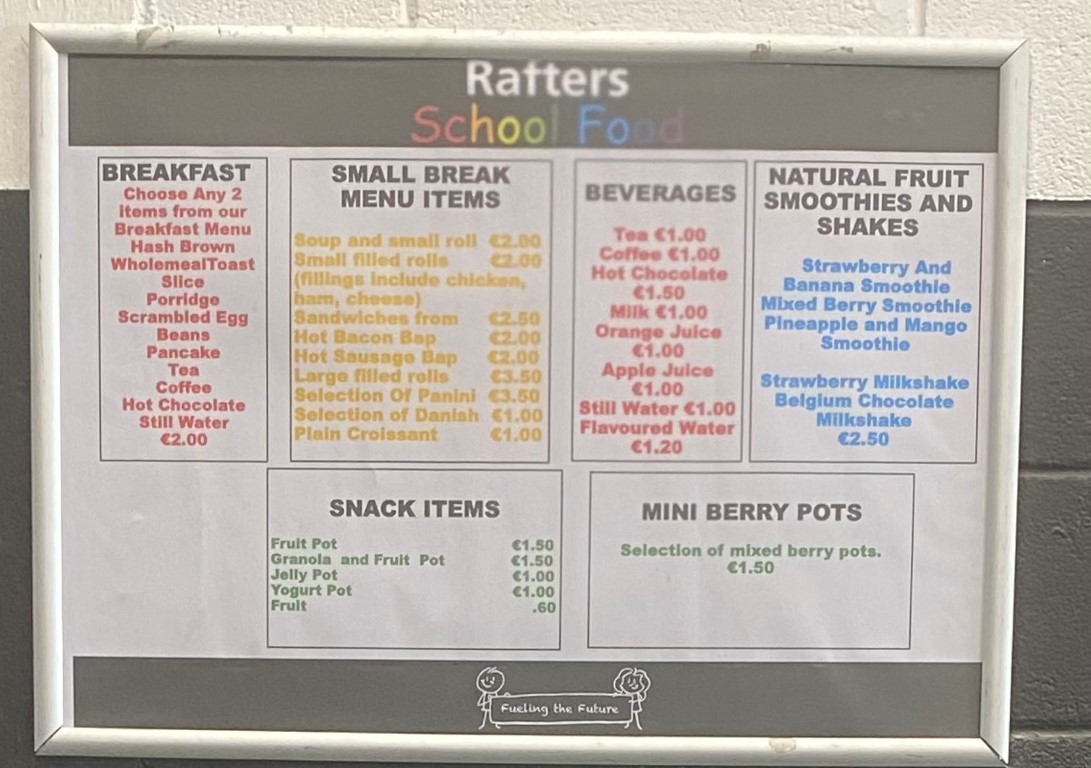 Rafters
School Food
BREAKFAST
Choose Any 2
items from our
Breakfast Menu
Hash Brown
WholemealToast
Slice
Porridge
Scrambled Egg
Beans
Pancake
Tea
Coffee
Hot Chocolate
Still Water
€2.00
SMALL BREAK
MENU ITEMS
Soup and small roll €2.00
Small filled rolls €2.00
(fillings include chicken,
ham, cheese)
Sandwiches from €2.50
Hot Bacon Bap €2.00
Hot Sausage Bap €2.00
Large filled rolls €3.50
Selection Of Panini €3.50
Selection of Danish €1.00
Plain Croissant €1.00
BEVERAGES
Tea €1.00
Coffee €1.00
Hot Chocolate
€1.50
Milk €1.00
Orange Juice
€1.00
Apple Juice
€1.00
Still Water €1.00
Flavoured Water
€1.20
NATURAL FRUIT
SMOOTHIES AND
SHAKES
Strawberry And
Banana Smoothie
Mixed Berry Smoothie
Pineapple and Mango
Smoothie
Strawberry Milkshake
Belgium Chocolate
Milkshake
€2.50
SNACK ITEMS
Fruit Pot €1.50
Granola and Fruit Pot €1.50
Jelly Pot €1.00
Yogurt Pot €1.00
Fruit .60
MINI BERRY POTS
Selection of mixed berry pots.
€1.50
Fueling the Future